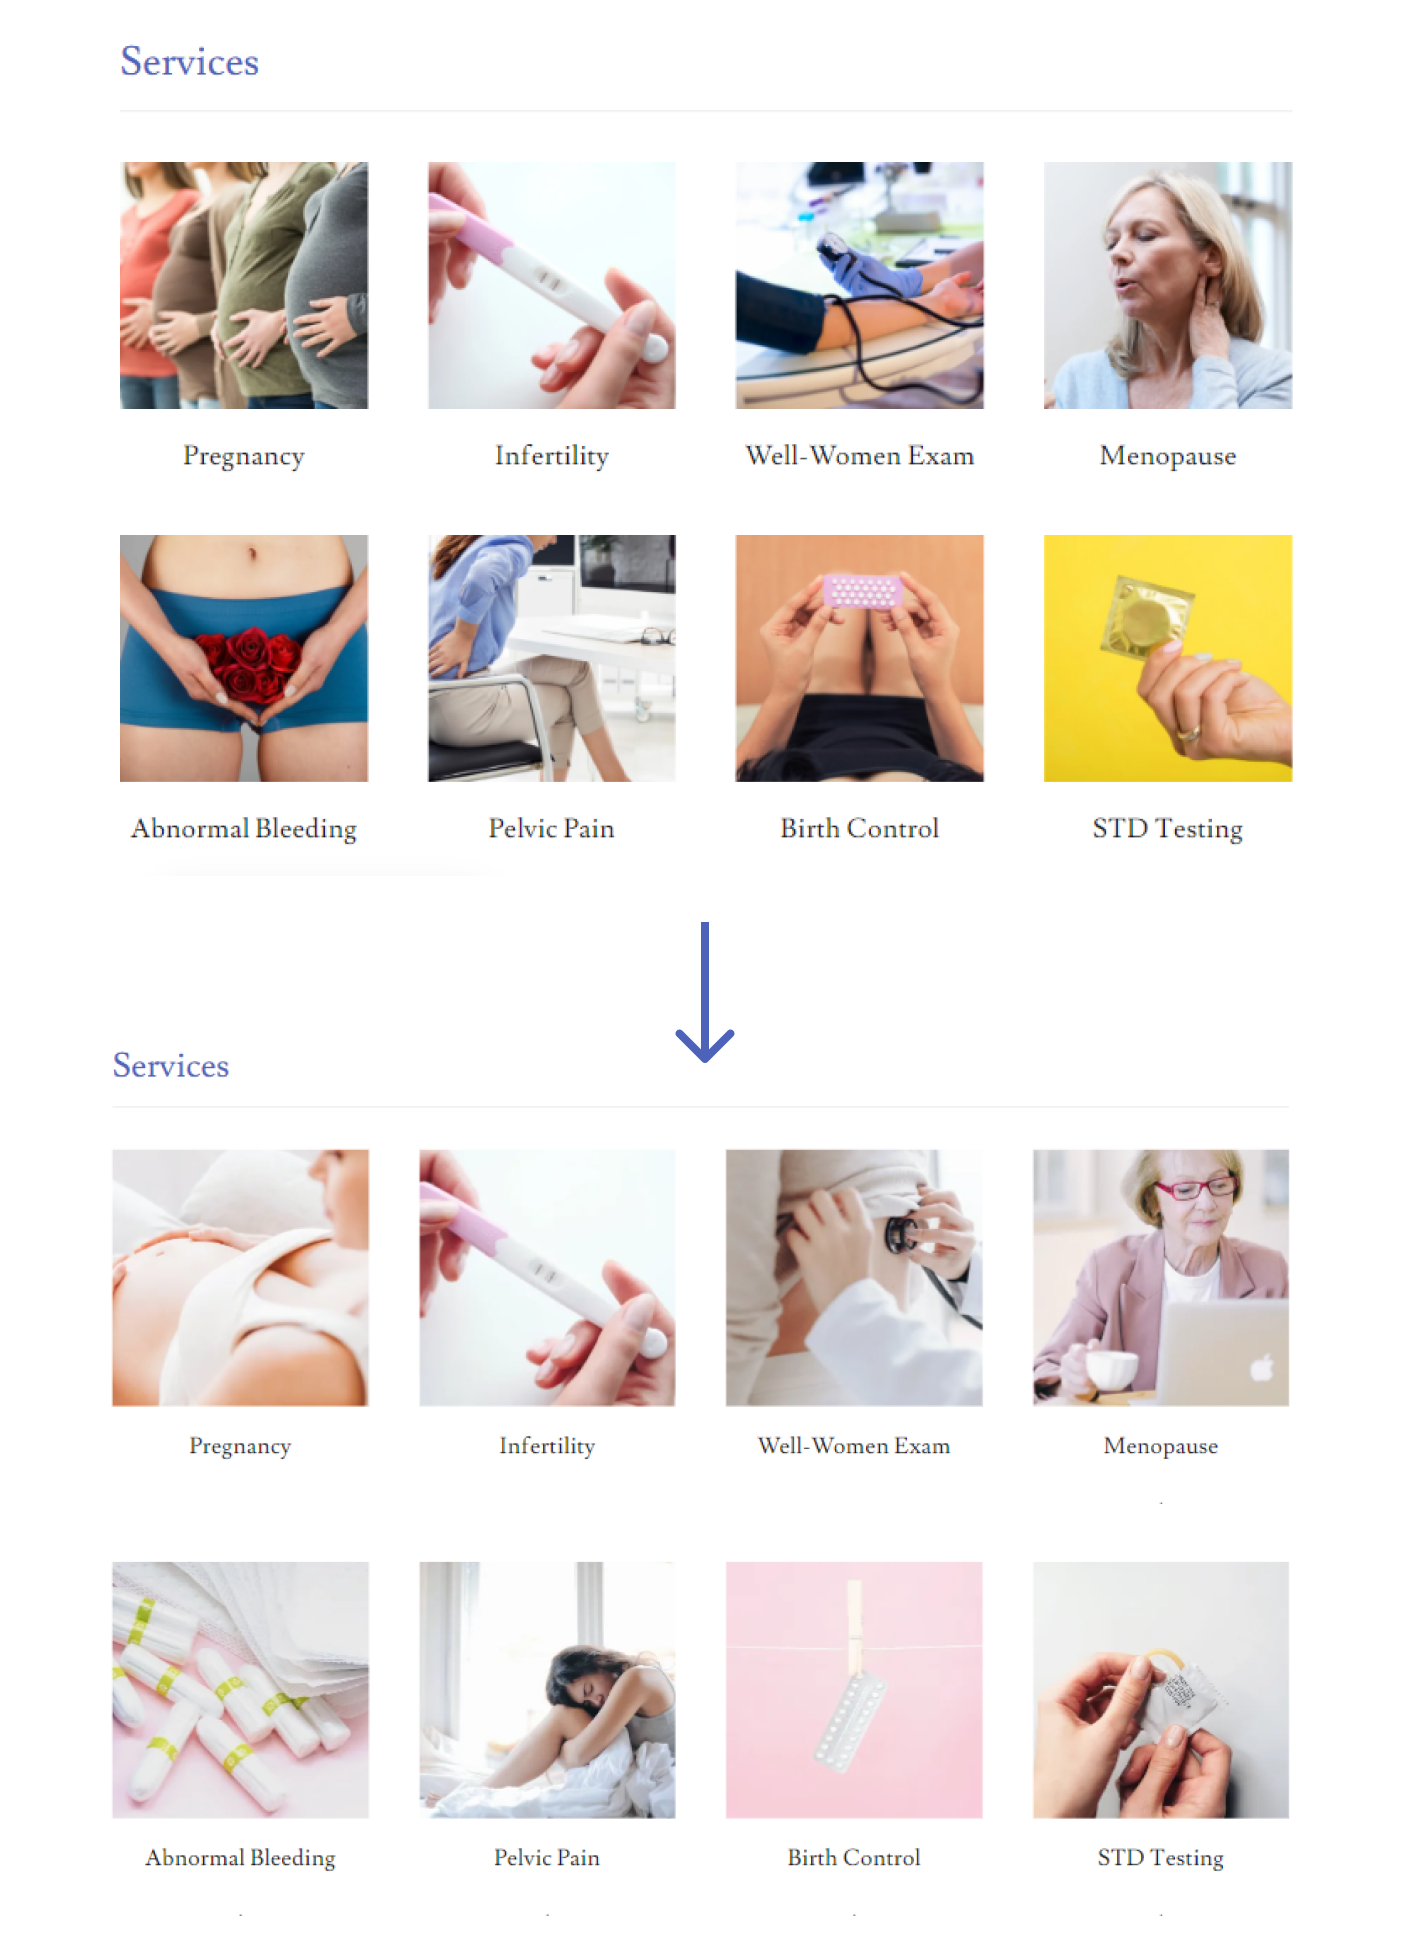 Services
Pregnancy
Infertility
Well-Women Exam
Menopause
Abnormal Bleeding
Pelvic Pain
Birth Control
STD Testing
Services
Pregnancy
Infertility
Well-Women Exam
Menopause
Abnormal Bleeding
Pelvic Pain
Birth Control
STD Testing